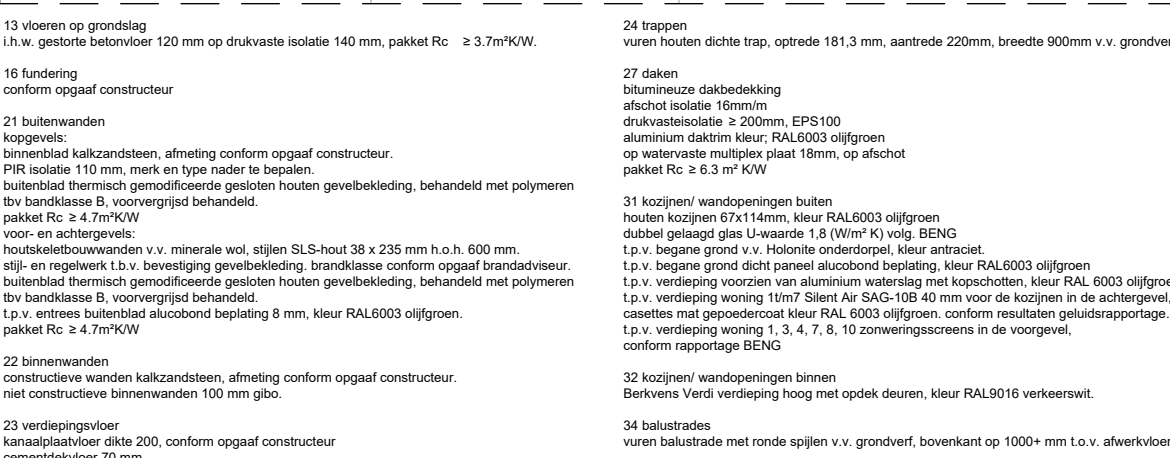 13 vloeren op grondslag
i.h.w. gestorte betonvloer 120 mm op drukvaste isolatie 140 mm, pakket Rc ≥ 3.7m²K/W.
16 fundering
conform opgaaf constructeur
21 buitenwanden
kopgevels:
binnenblad kalkzandsteen, afmeting conform opgaaf constructeur.
PIR isolatie 110 mm, merk en type nader te bepalen.
buitenblad thermisch gemodificeerde gesloten houten gevelbekleding, behandeld met polymeren
tbv bandklasse B, voorvergrijsd behandeld.
pakket Rc ≥ 4.7m²K/W
voor- en achtergevels:
houtskeletbouwwanden v.v. minerale wol, stijlen SLS-hout 38 x 235 mm h.o.h. 600 mm.
stijl- en regelwerk t.b.v. bevestiging gevelbekleding. brandklasse conform opgaaf brandadviseur.
buitenblad thermisch gemodificeerde gesloten houten gevelbekleding, behandeld met polymeren
tbv bandklasse B, voorvergrijsd behandeld.
t.p.v. entrees buitenblad alucobond beplating 8 mm, kleur RAL6003 olijfgroen.
pakket Rc ≥ 4.7m²K/W
22 binnenwanden
constructieve wanden kalkzandsteen, afmeting conform opgaaf constructeur.
niet constructieve binnenwanden 100 mm gibo.
23 verdiepingsvloer
kanaalplaatvloer dikte 200, conform opgaaf constructeur
cementdekvloer 70 mm
24 trappen
vuren houten dichte trap, optrede 181,3 mm, aantrede 220mm, breedte 900mm v.v. grondver
27 daken
bitumineuze dakbedekking
afschot isolatie 16mm/m
drukvasteisolatie ≥ 200mm, EPS100
aluminium daktrim kleur; RAL6003 olijfgroen
op watervaste multiplex plaat 18mm, op afschot
pakket Rc ≥ 6.3 m² K/W
31 kozijnen/ wandopeningen buiten
houten kozijnen 67x114mm, kleur RAL6003 olijfgroen
dubbel gelaagd glas U-waarde 1,8 (W/m² K) volg. BENG
t.p.v. begane grond v.v. Holonite onderdorpel, kleur antraciet.
t.p.v. begane grond dicht paneel alucobond beplating, kleur RAL6003 olijfgroen
t.p.v. verdieping voorzien van aluminium waterslag met kopschotten, kleur RAL 6003 olijfgroe
t.p.v. verdieping woning 1t/m7 Silent Air SAG-10B 40 mm voor de kozijnen in de achtergevel,
casettes mat gepoedercoat kleur RAL 6003 olijfgroen. conform resultaten geluidsrapportage.
t.p.v. verdieping woning 1, 3, 4, 7, 8, 10 zonweringsscreens in de voorgevel,
conform rapportage BENG
32 kozijnen/ wandopeningen binnen
Berkvens Verdi verdieping hoog met opdek deuren, kleur RAL9016 verkeerswit.
34 balustrades
vuren balustrade met ronde spijlen v.v. grondverf, bovenkant op 1000+ mm t.o.v. afwerkvloer